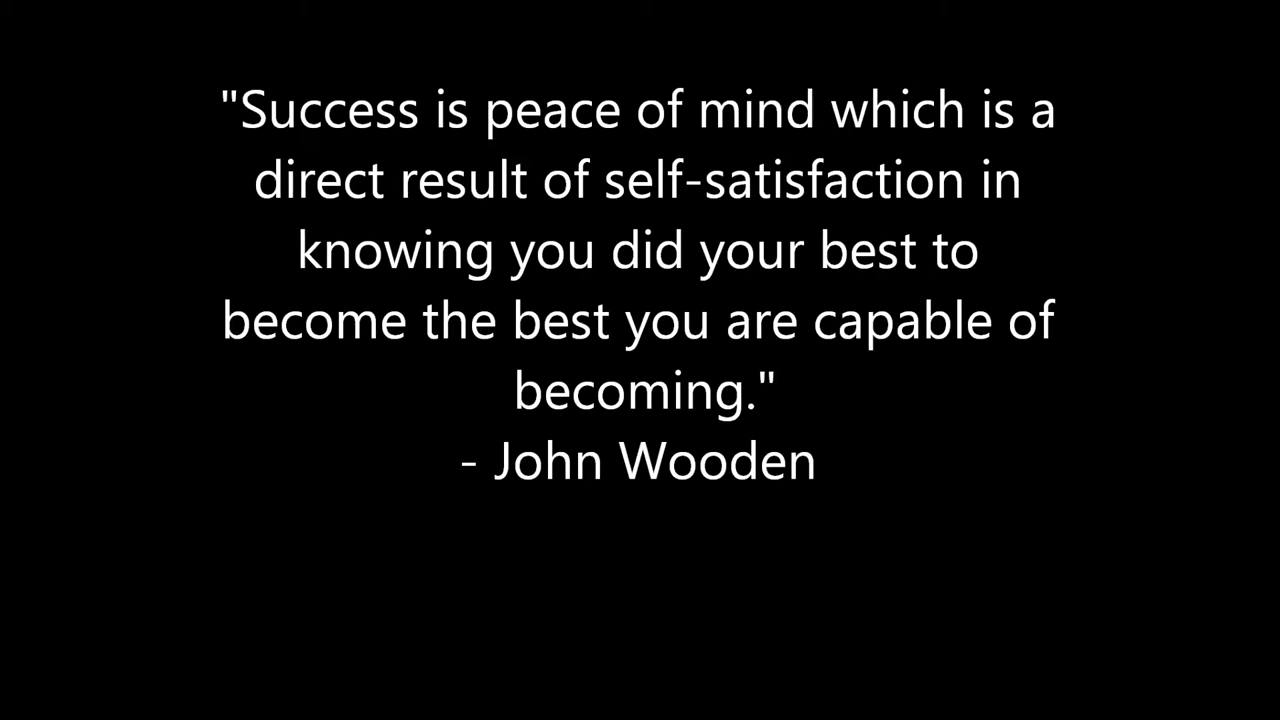 "Success is peace of mind which is a
direct result of self-satisfaction in
knowing you did your best to
become the best you are capable of
becoming."
- John Wooden